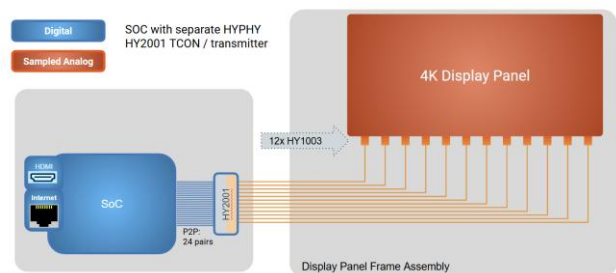 Digital
SOC with separate HYPHY
HY2001 TCON / transmitter
Sampled Analog
4K Display Panel
12x HY1003
HDMI
Internet
SoC
HY2001
P2P:
24 pairs
Display Panel Frame Assembly